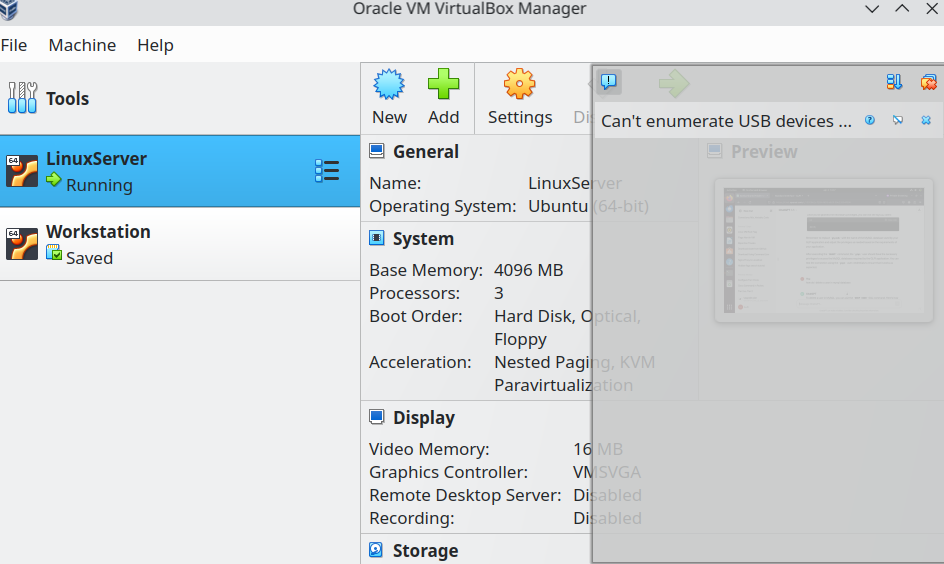 Oracle VM VirtualBox Manager
File Machine Help
Tools
New Add Settings
Can't enumerate USB devices ...
64
LinuxServer
Running
64
Workstation
Saved
General
Preview
Name: LinuxServer
Operating System: Ubuntu (64-bit)
System
Base Memory: 4096 MB
Processors: 3
Boot Order: Hard Disk, Optical,
Floppy
Acceleration: Nested Paging, KVM
Paravirtualization
Display
Video Memory: 16 MB
Graphics Controller: VMSVGA
Remote Desktop Server: Disabled
Recording: Disabled
Storage